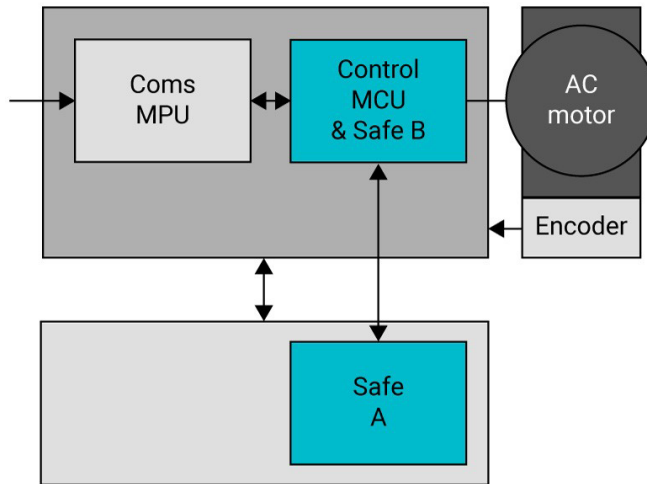 Coms
MPU
Control
MCU
& Safe B
AC
motor
Encoder
Safe
A